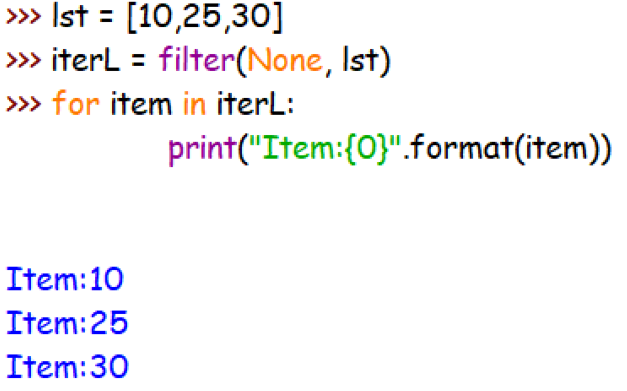 >>> lst = [10,25,30]
>>> iterL = filter(None, lst)
>>> for item in iterL:
print("Item:{0}".format(item))
Item:10
Item:25
Item:30